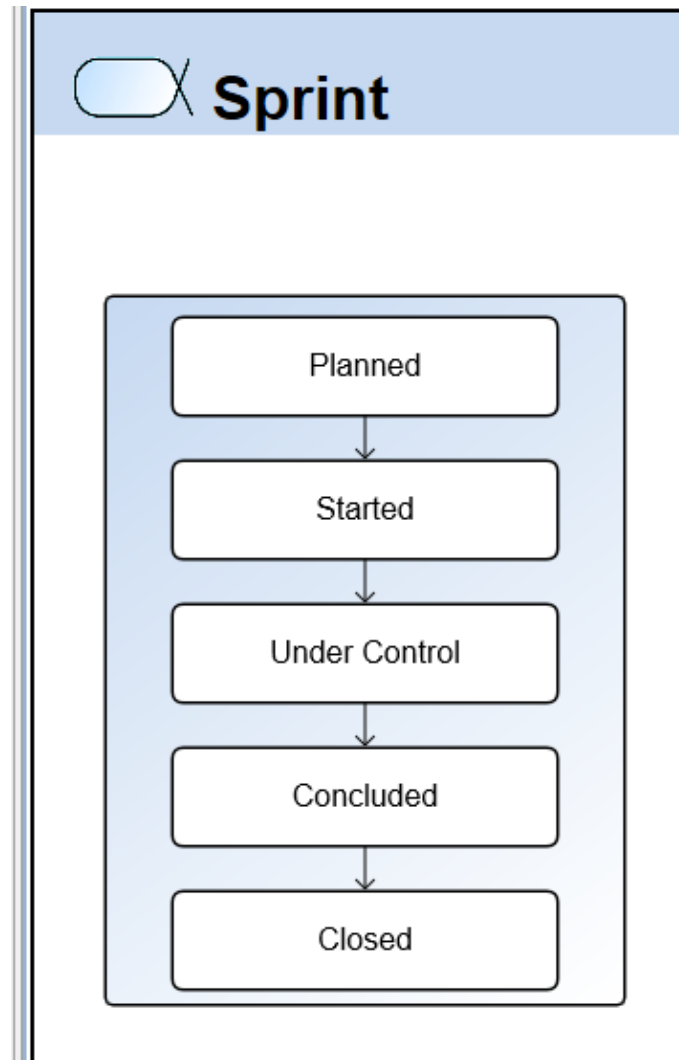 Sprint
Planned
Started
Under Control
Concluded
Closed